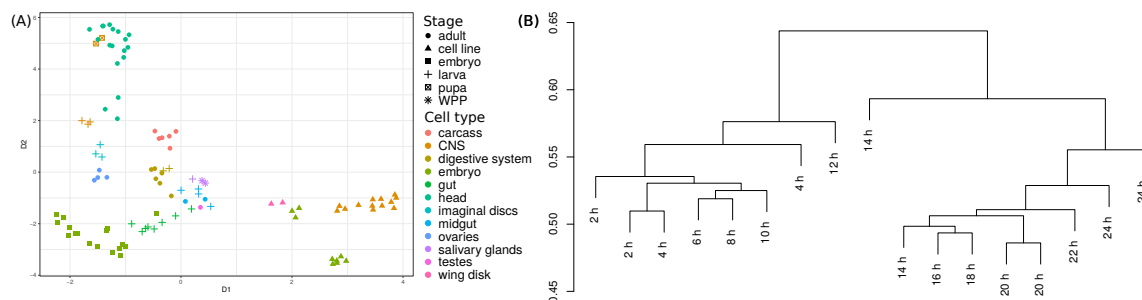 (A)
6
4
2
0
−2
−4
D2
−2
0
2
4
D1
Stage
adult
cell line
embryo
larva
pupa
WPP
Cell type
carcass
CNS
digestive system
embryo
gut
head
imaginal discs
midgut
ovaries
salivary glands
testes
wing disk
(B)
0.65
0.60
0.55
0.50
0.45
2 h
2 h
4 h
6 h
8 h
10 h
4 h
12 h
14 h
14 h
16 h
18 h
20 h
20 h
22 h
24 h
24 h